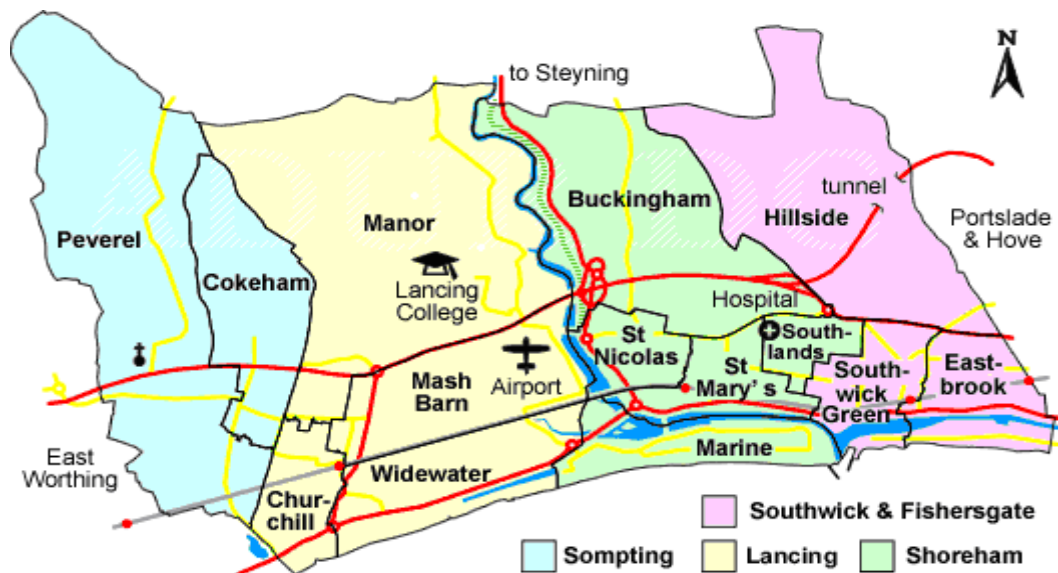 to Steyning
N
ADUR DC
tunnel
Buckingham
Hillside
Portslade
& Hove
Peverel
Manor
Cokeham
Lancing
College
Hospital
St
Nicolas
South-
lands
Mash
Barn
Airport
St
Mary' s
South-
wick
Green
East-
brook
East
Worthing
Widewater
Marine
Chur-
chill
Southwick & Fishersgate
Sompting
Lancing
Shoreham